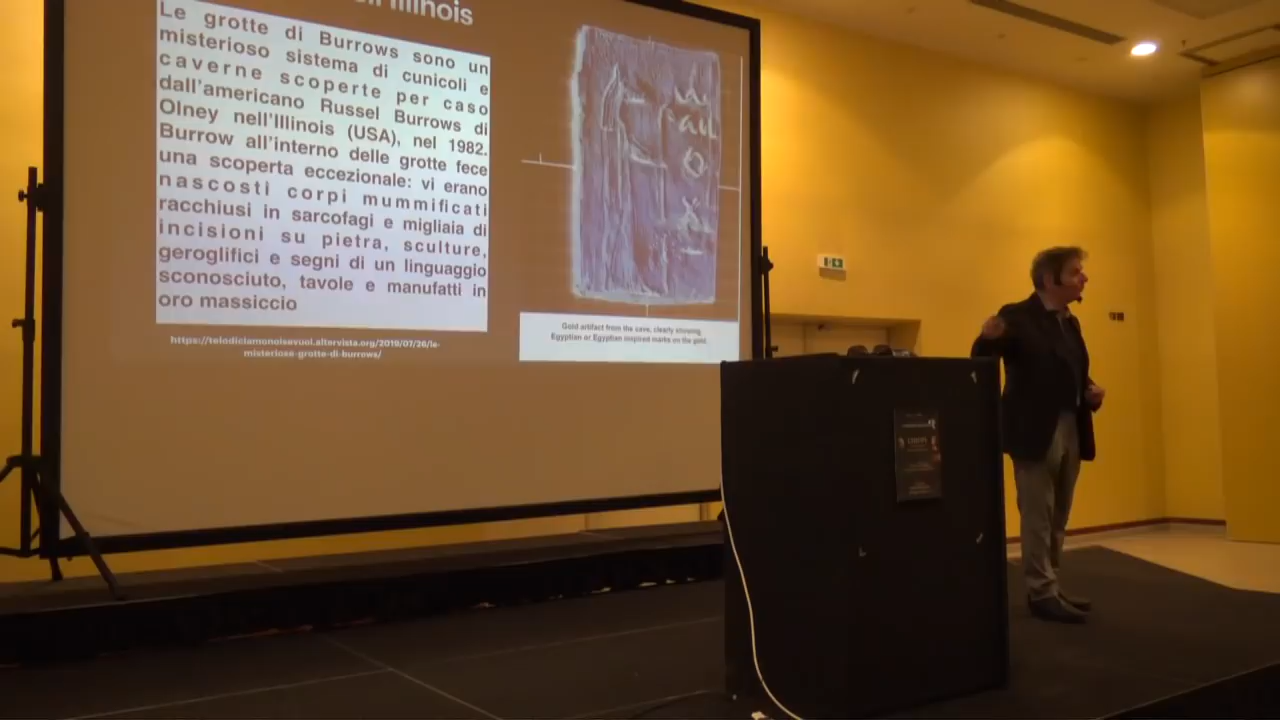 dell'Illinois
Le grotte di Burrows sono un
misterioso sistema di cunicoli e
caverne scoperte per caso
dall'americano Russel Burrows di
Olney nell'Illinois (USA), nel 1982.
Burrow all'interno delle grotte fece
una scoperta eccezionale: vi erano
nascosti corpi mummificati
racchiusi in sarcofagi e migliaia di
incisioni su pietra, sculture,
geroglifici e segni di un linguaggio
sconosciuto, tavole e manufatti in
oro massiccio
https://telodiciamonoisevuoi.altervista.org/2019/07/26/le-
misteriose-grotte-di-burrows/
Gold artifact from the cave, clearly showing
Egyptian or Egyptian inspired marks on the gold.